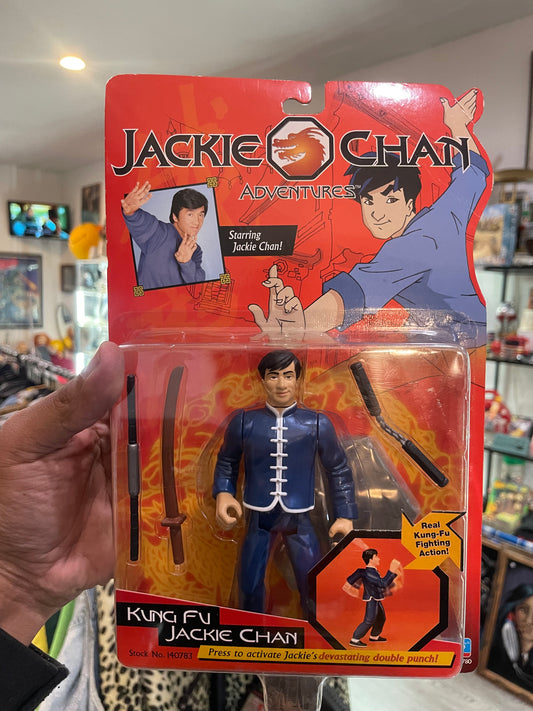 JACKIE CHAN
ADVENTURES™
Starring
Jackie Chan!
Real
Kung-Fu
Fighting
Action!
KUNG FU
JACKIE CHAN
Stock No. 140783
Press to activate Jackie's devastating double punch!